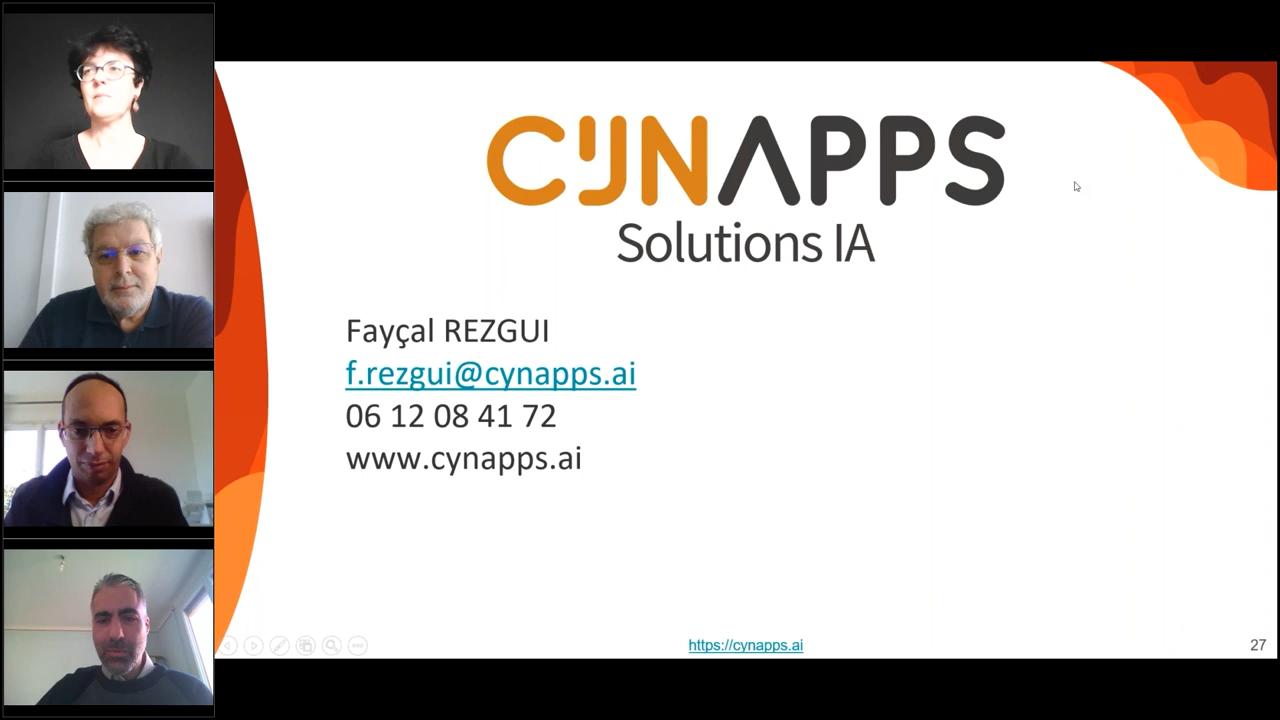 CYNAPPS
Solutions IA
Fayçal REZGUI
f.rezgui@cynapps.ai
06 12 08 41 72
www.cynapps.ai
https://cynapps.ai
27